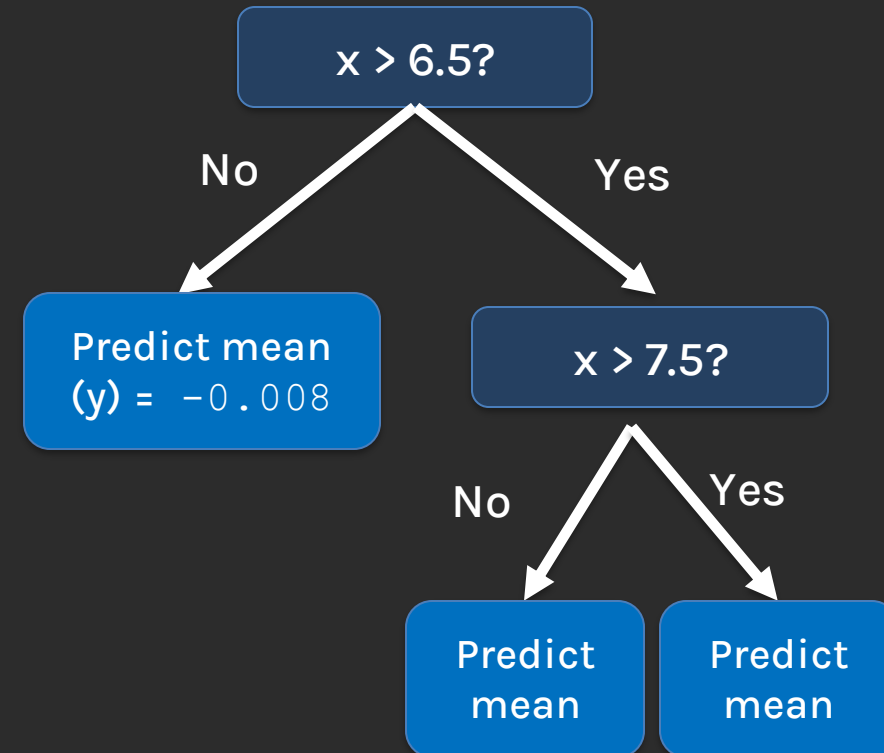 x > 6.5?
No
Yes
Predict mean
(y) = -0.008
x > 7.5?
No
Yes
Predict
mean
Predict
mean